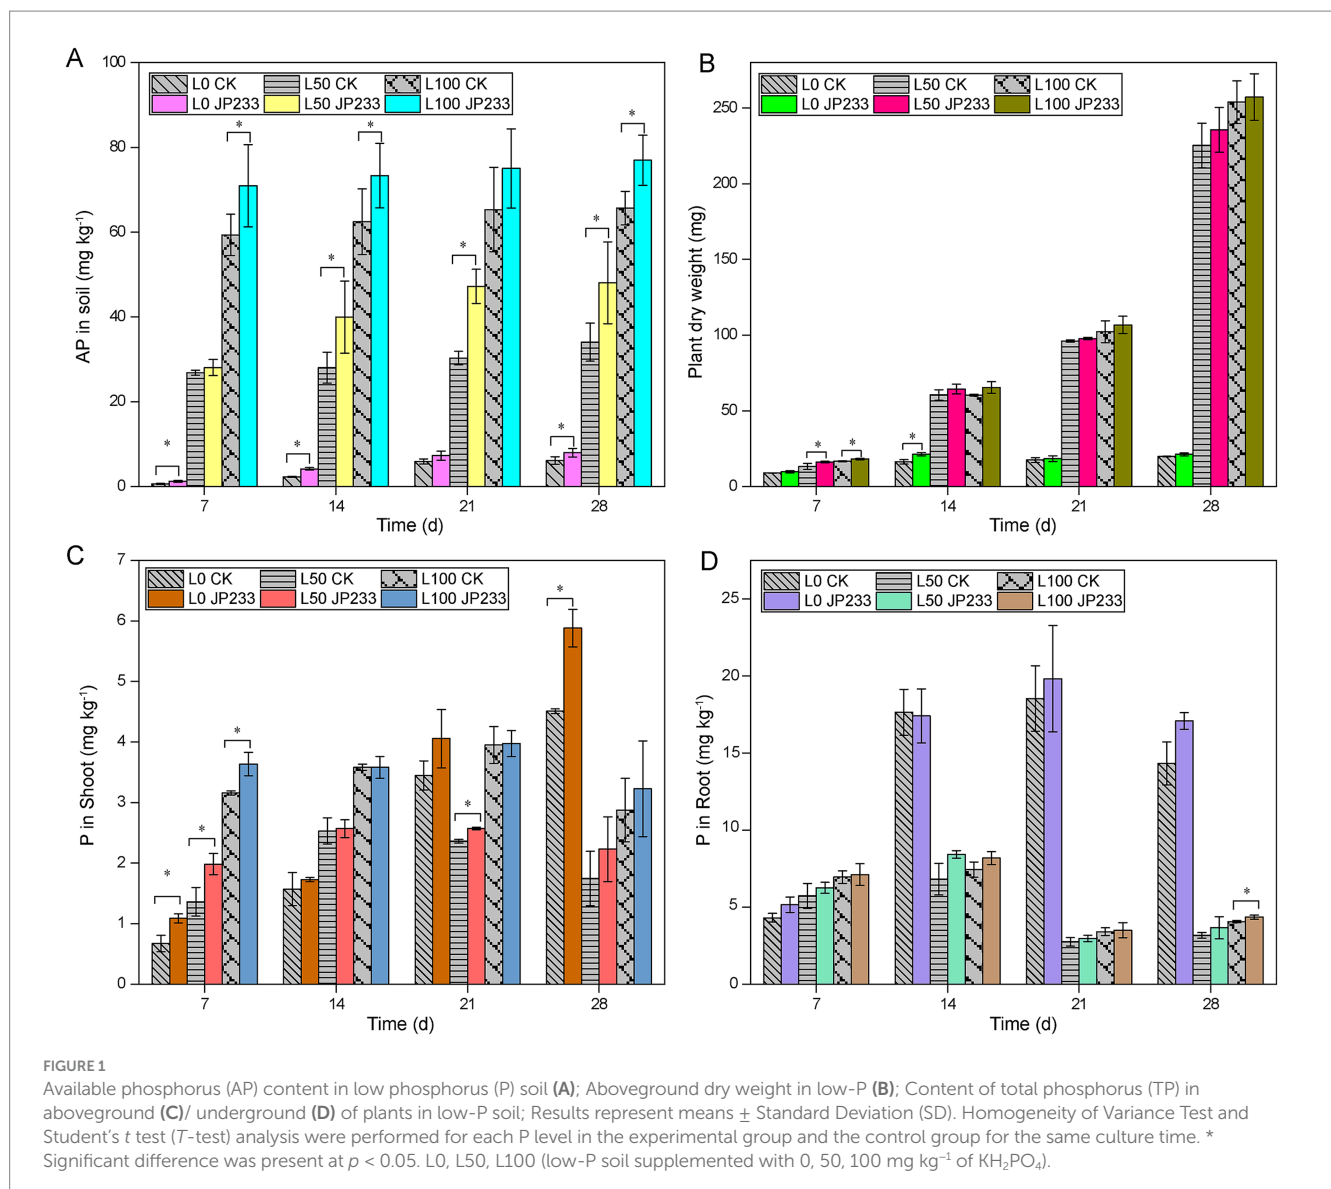 A
L0 CK L50 CK L100 CK
L0 JP233 L50 JP233 L100 JP233
AP in soil (mg kg⁻¹)
100
80
60
40
20
0
* * * * * * * * *
7 14 21 28
Time (d)
B
L0 CK L50 CK L100 CK
L0 JP233 L50 JP233 L100 JP233
Plant dry weight (mg)
250
200
150
100
50
0
* * *
7 14 21 28
Time (d)
C
L0 CK L50 CK L100 CK
L0 JP233 L50 JP233 L100 JP233
P in Shoot (mg kg⁻¹)
7
6
5
4
3
2
1
0
* * * * *
7 14 21 28
Time (d)
D
L0 CK L50 CK L100 CK
L0 JP233 L50 JP233 L100 JP233
P in Root (mg kg⁻¹)
25
20
15
10
5
0
*
7 14 21 28
Time (d)
FIGURE 1
Available phosphorus (AP) content in low phosphorus (P) soil (A); Aboveground dry weight in low-P (B); Content of total phosphorus (TP) in
aboveground (C)/ underground (D) of plants in low-P soil; Results represent means ± Standard Deviation (SD). Homogeneity of Variance Test and
Student's t test (T-test) analysis were performed for each P level in the experimental group and the control group for the same culture time. *
Significant difference was present at p < 0.05. L0, L50, L100 (low-P soil supplemented with 0, 50, 100 mg kg⁻¹ of KH₂PO₄).